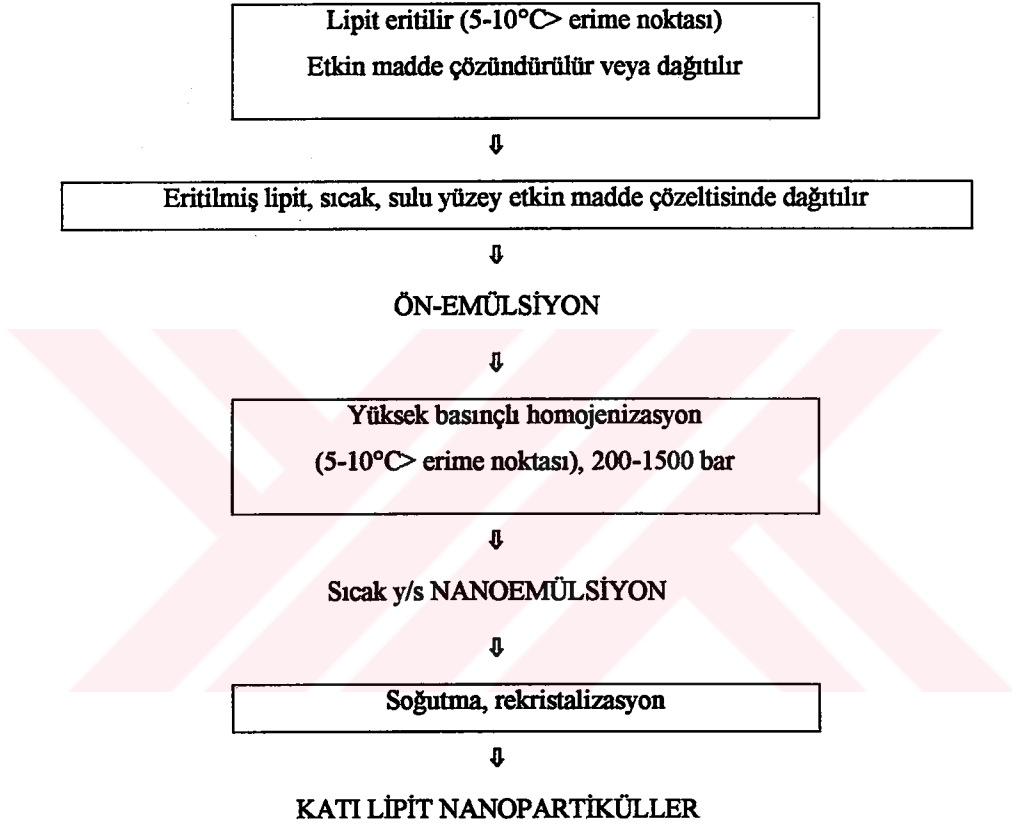 Lipit eritilir (5-10°C> erime noktası)
Etkin madde çözündürülür veya dağıtılır
⇩
Eritilmiş lipit, sıcak, sulu yüzey etkin madde çözeltisinde dağıtılır
⇩
ÖN-EMÜLSİYON
⇩
Yüksek basınçlı homojenizasyon
(5-10°C> erime noktası), 200-1500 bar
⇩
Sıcak y/s NANOEMÜLSİYON
⇩
Soğutma, rekristalizasyon
⇩
KATI LİPİT NANOPARTİKÜLLER